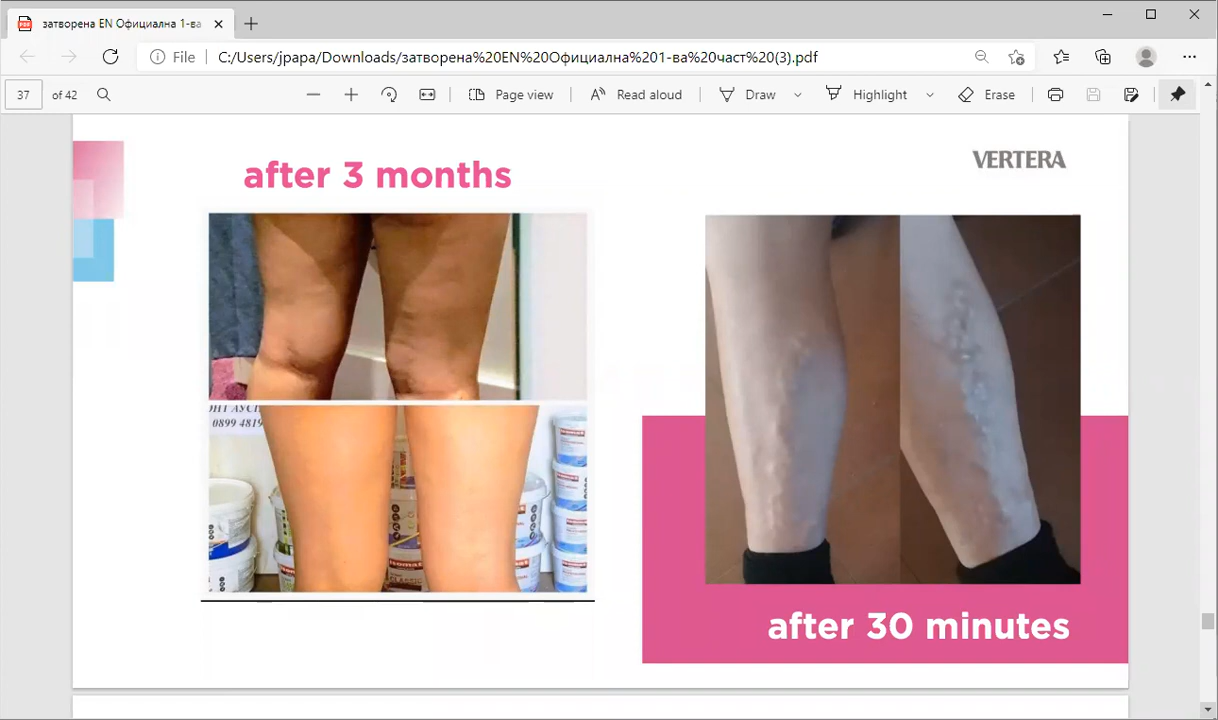 затворена EN Официална 1-ва
File
C:/Users/jpapa/Downloads/затворена%20EN%20Официална%201-ва%20част%20(3).pdf
37 of 42
Page view
Read aloud
Draw
Highlight
Erase
after 3 months
VERTERA
0899 4819
after 30 minutes